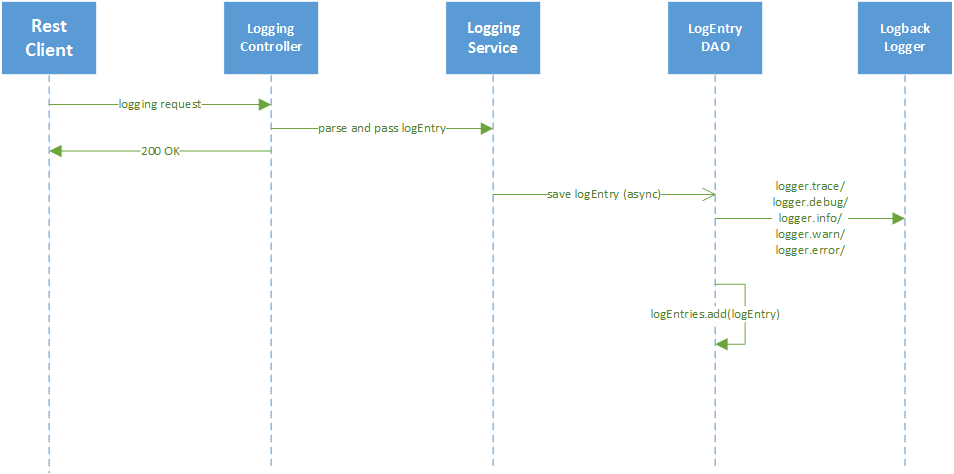 Rest
Client
Logging
Controller
Logging
Service
LogEntry
DAO
Logback
Logger
logging request
parse and pass logEntry
200 OK
save logEntry (async)
logger.trace/
logger.debug/
logger.info/
logger.warn/
logger.error/
logEntries.add(logEntry)